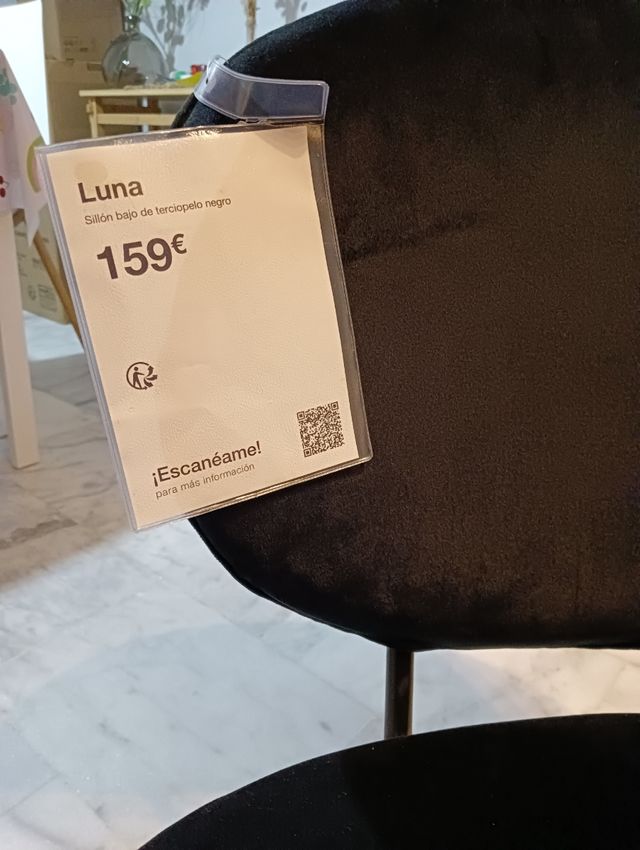 Luna
Sillón bajo de terciopelo negro
159€
¡Escanéame!
para más información